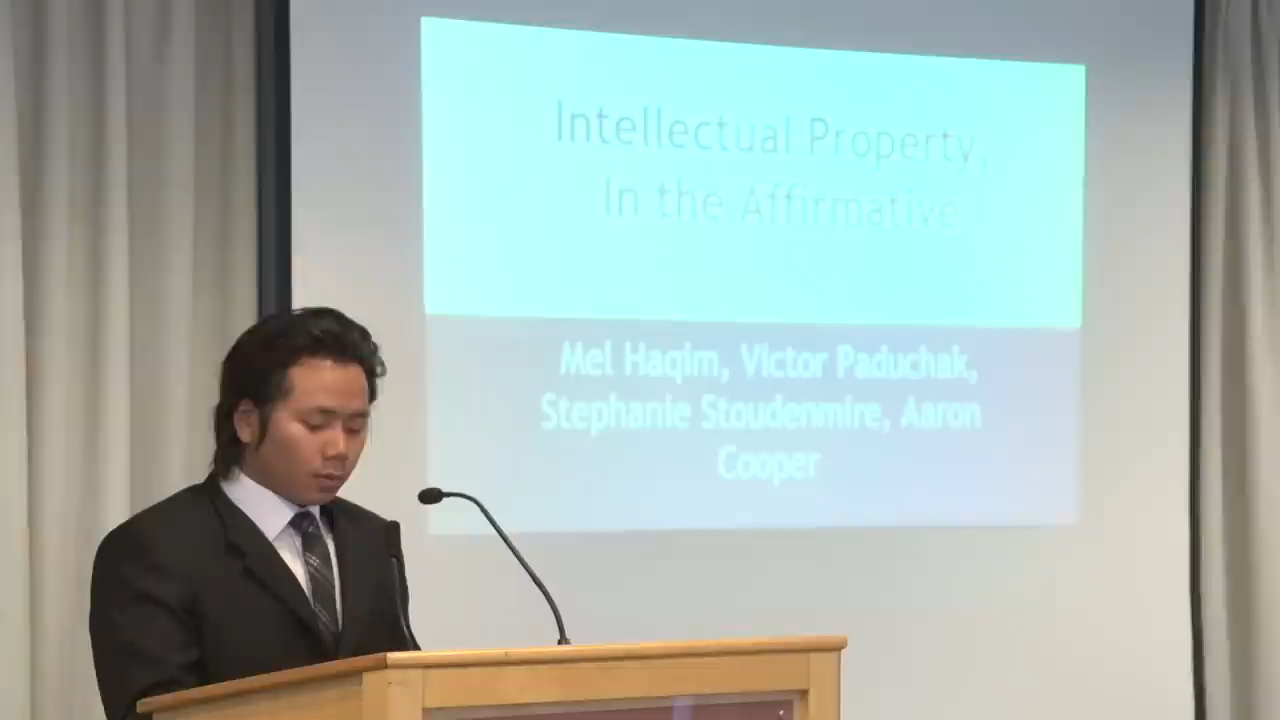 Intellectual Property,
In the Affirmative
Mel Haqim, Victor Paduchak,
Stephanie Stoudenmire, Aaron
Cooper